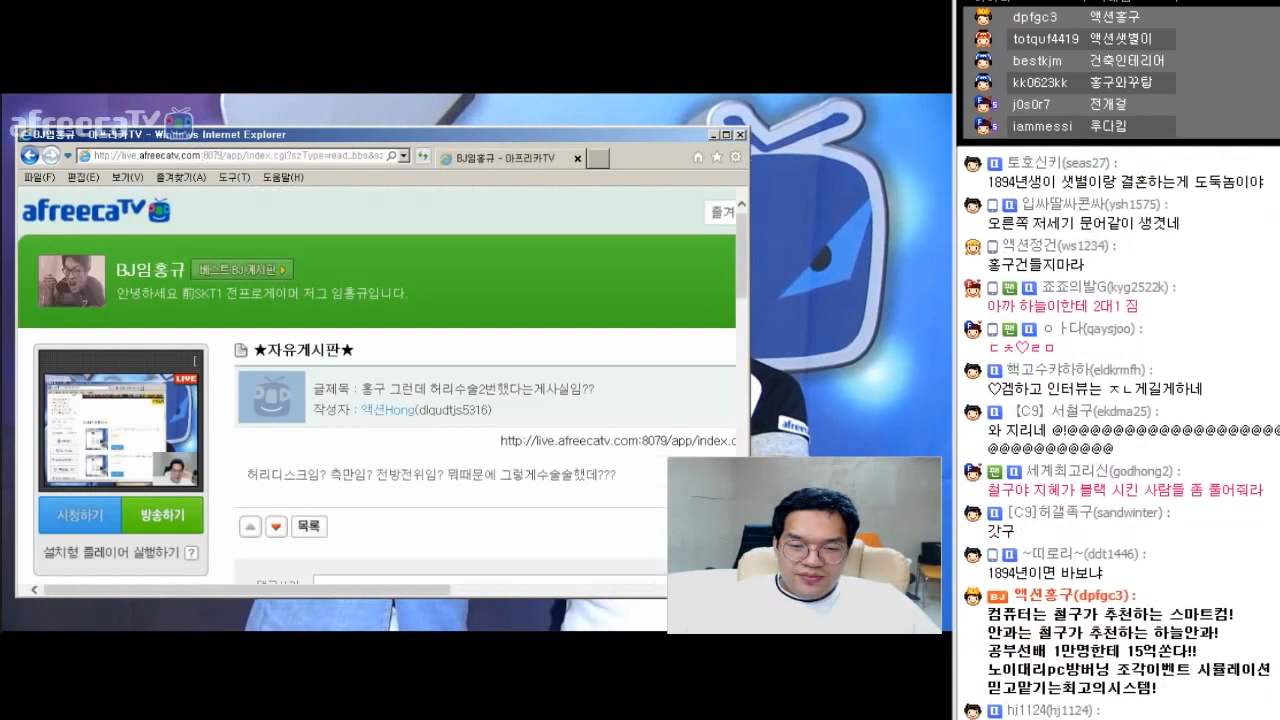 afreecaTV
BJ임홍규 - 아프리카TV - Windows Internet Explorer
http://live.afreecatv.com:8079/app/index.cgi?szType=read_bbs&sz
BJ임홍규 - 아프리카TV
파일(F) 편집(E) 보기(V) 즐겨찾기(A) 도구(T) 도움말(H)
afreecaTV
즐겨
BJ임홍규 베스트BJ 게시판
안녕하세요 前SKT1 전프로게이머 저그 임홍규입니다.
LIVE
시청하기 방송하기
설치형 플레이어 실행하기 ?
★자유게시판★
글제목 : 홍구 그런데 허리수술2번했다는게사실임??
작성자 : 액션Hong(dlqudtjs5316)
http://live.afreecatv.com:8079/app/index.c
허리디스크임? 측만임? 전방전위임? 뭐때문에 그렇게수술술했데???
목록
afreeca
dpfgc3 액션홍구
totquf4419 액션샛별이
bestkjm 건축인테리어
kk0623kk 홍구와꾸탑
j0s0r7 전개걸
iammessi 루다킴
토호신키(seas27) :
1894년생이 샛별이랑 결혼하는게 도둑놈이야
입싸딸싸콘싸(ysh1575) :
오른쪽 저세기 문어같이 생겻네
액션정건(ws1234) :
홍구건들지마라
팬 죠죠의발G(kyg2522k) :
아까 하늘이한테 2대1 짐
팬 ㅇㅏ다(qaysjoo) :
ㄷㅊ♡ㄹㅁ
핵고수캬하하(eldkrmfh) :
♡겜하고 인터뷰는 ㅈㄴ게길게하네
【C9】서철구(ekdma25) :
와 지리네 @!@@@@@@@@@@@@@@@@@@@
@@@@@@@@@@@
팬 세계최고리신(godhong2) :
철구야 지혜가 블랙 시킨 사람들 좀 풀어줘라
[C9]허갤족구(sandwinter) :
갓구
~띠로리~(ddt1446) :
1894년이면 바보냐
BJ 액션홍구(dpfgc3) :
컴퓨터는 철구가 추천하는 스마트컴!
안과는 철구가 추천하는 하늘안과!
공부선배 1만명한테 15억쏜다!!
노이대리pc방버닝 조각이벤트 시뮬레이션
믿고맡기는최고의시스템!
hj1124(hj1124) :